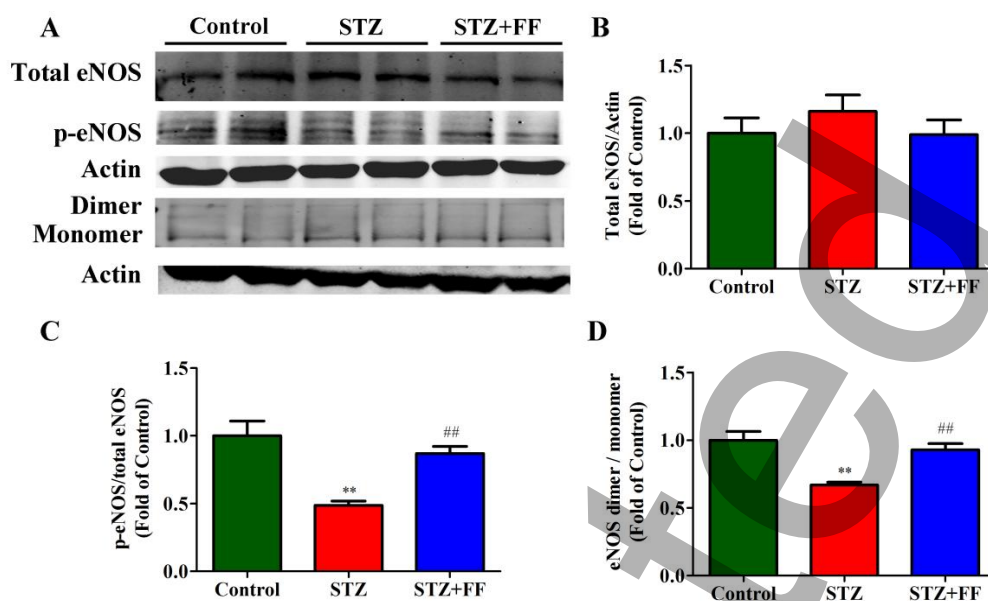 A
Control STZ STZ+FF
Total eNOS
p-eNOS
Actin
Dimer
Monomer
Actin
B
Total eNOS/Actin
(Fold of Control)
1.5
1.0
0.5
0.0
Control STZ STZ+FF
C
p-eNOS/total eNOS
(Fold of Control)
1.5
1.0
0.5
0.0
**
##
Control STZ STZ+FF
D
eNOS dimer / monomer
(Fold of Control)
1.5
1.0
0.5
0.0
**
##
Control STZ STZ+FF
ted